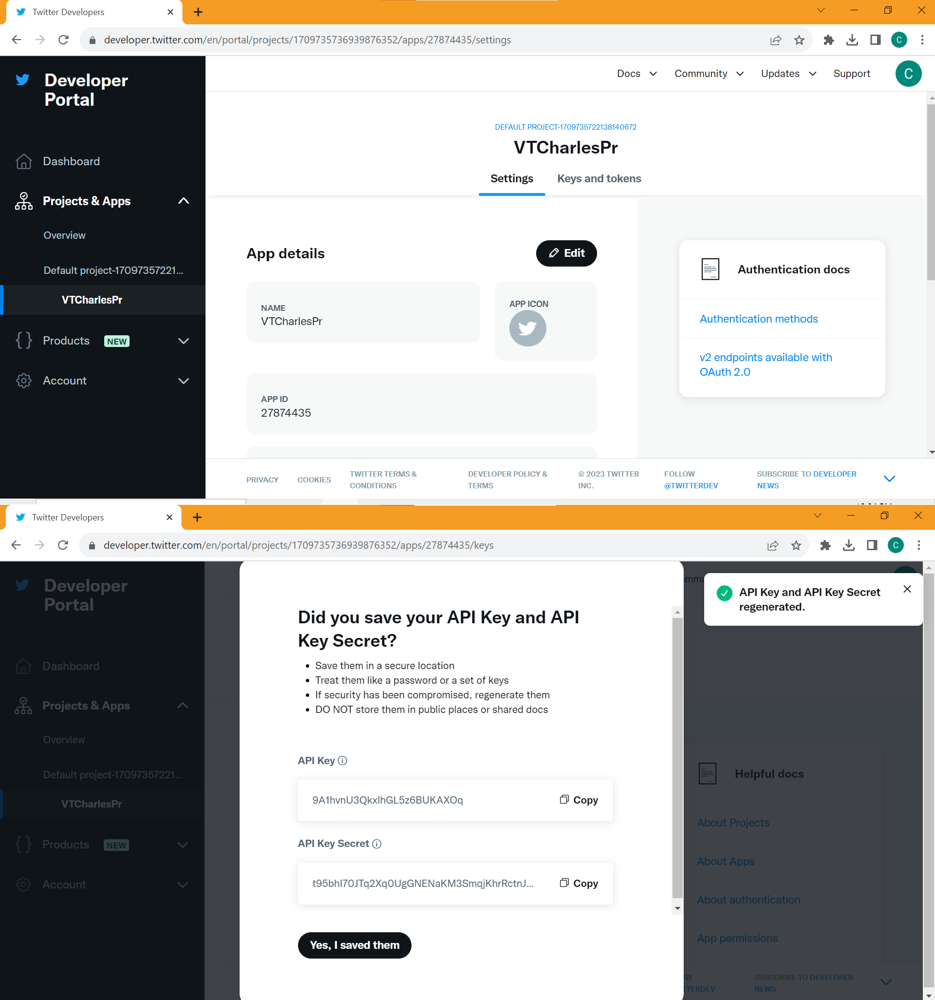 Twitter Developers
developer.twitter.com/en/portal/projects/1709735736939876352/apps/27874435/settings
C
Developer
Portal
Docs
Community
Updates
Support
C
DEFAULT PROJECT-1709735722138140672
VTCharlesPr
Settings
Keys and tokens
Dashboard
Projects & Apps
Overview
Default project-17097357221...
VTCharlesPr
Products NEW
Account
App details
Edit
NAME
VTCharlesPr
APP ICON
APP ID
27874435
Authentication docs
Authentication methods
v2 endpoints available with
OAuth 2.0
PRIVACY
COOKIES
TWITTER TERMS &
CONDITIONS
DEVELOPER POLICY &
TERMS
© 2023 TWITTER
INC.
FOLLOW
@TWITTERDEV
SUBSCRIBE TO DEVELOPER
NEWS
Twitter Developers
developer.twitter.com/en/portal/projects/1709735736939876352/apps/27874435/keys
C
Developer
Portal
Dashboard
Projects & Apps
Overview
Default project-17097357221...
VTCharlesPr
Products NEW
Account
Did you save your API Key and API
Key Secret?
• Save them in a secure location
• Treat them like a password or a set of keys
• If security has been compromised, regenerate them
• DO NOT store them in public places or shared docs
API Key
9A1hvnU3QkxIhGL5z6BUKAXOq
Copy
API Key Secret
t95bhI70JTq2Xq0UgGNENaKM3SmqjKhrRctnJ...
Copy
Yes, I saved them
API Key and API Key Secret
regenerated.
Helpful docs
About Projects
About Apps
About authentication
App permissions
SUBSCRIBE TO DEVELOPER
NEWS